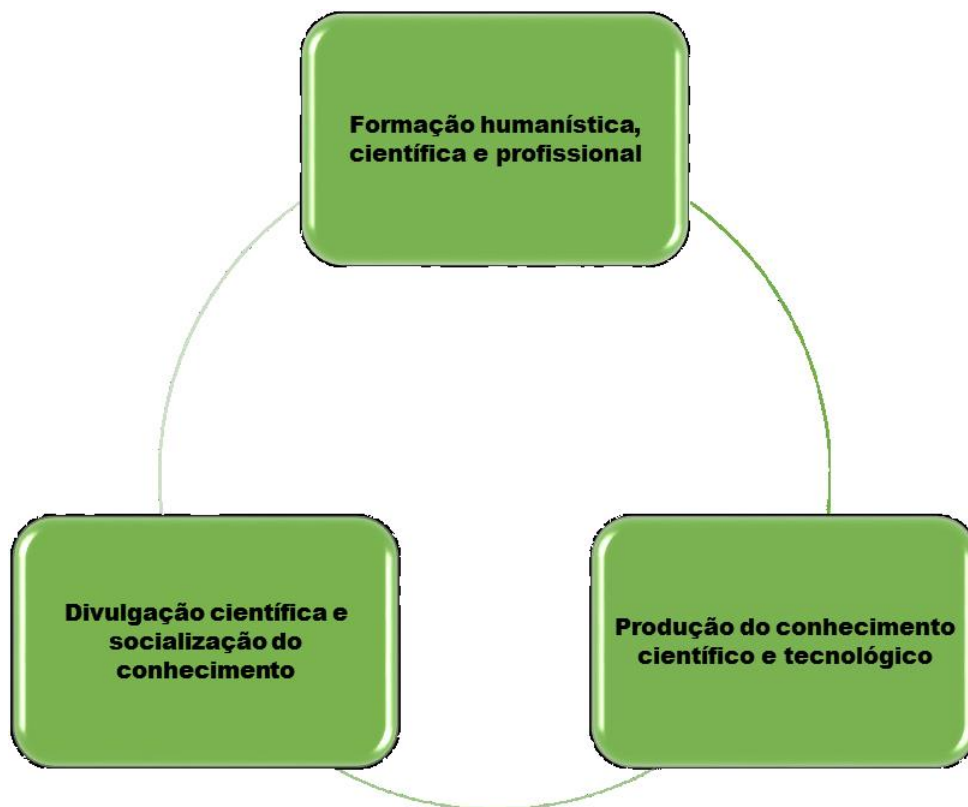 Formação humanística,
científica e profissional
Divulgação científica e
socialização do
conhecimento
Produção do conhecimento
científico e tecnológico